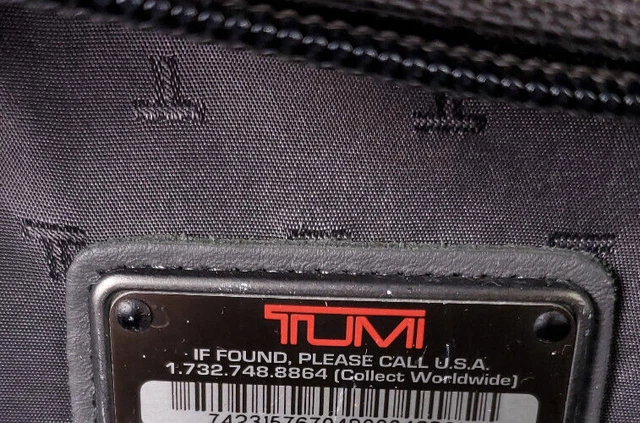 TUMI
IF FOUND, PLEASE CALL U.S.A.
1.732.748.8864 (Collect Worldwide)